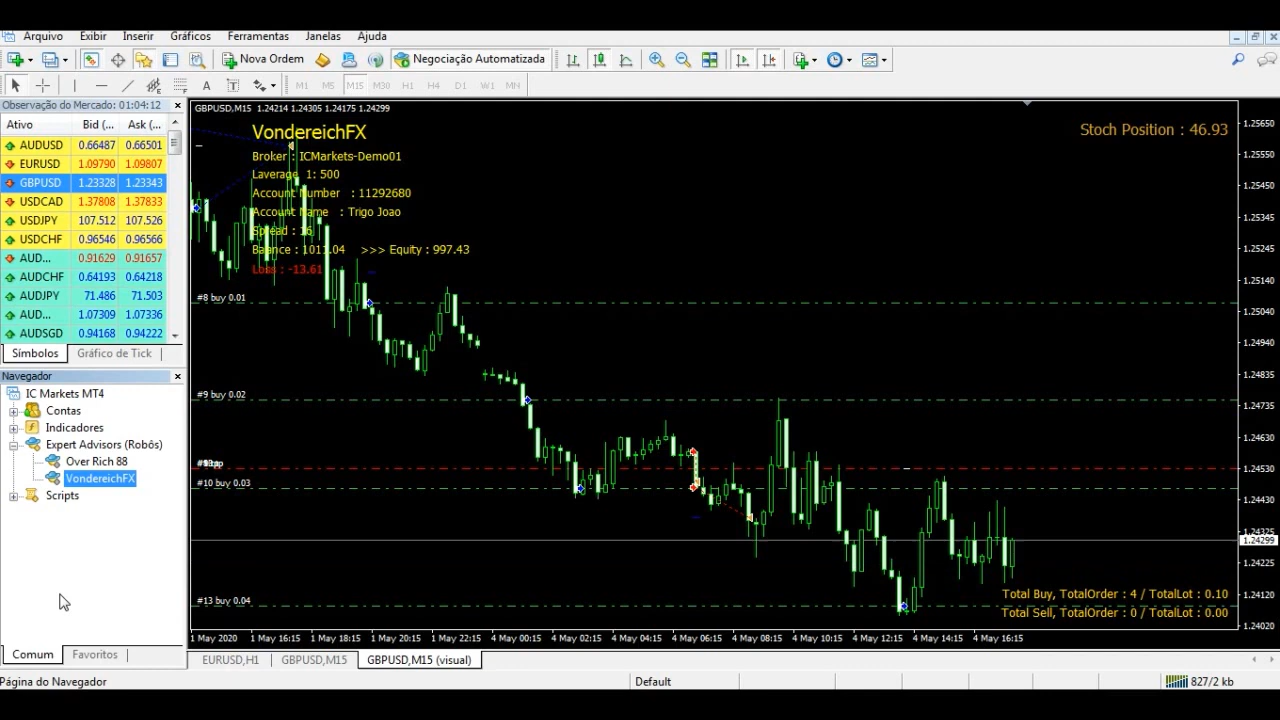 Arquivo Exibir Inserir Gráficos Ferramentas Janelas Ajuda
Nova Ordem Negociação Automatizada
A T M1 M5 M15 M30 H1 H4 D1 W1 MN
Observação do Mercado: 01:04:12
Ativo Bid (... Ask (...
AUDUSD 0.66487 0.66501
EURUSD 1.09790 1.09807
GBPUSD 1.23328 1.23343
USDCAD 1.37808 1.37833
USDJPY 107.512 107.526
USDCHF 0.96546 0.96566
AUD... 0.91629 0.91657
AUDCHF 0.64193 0.64218
AUDJPY 71.486 71.503
AUD... 1.07309 1.07336
AUDSGD 0.94168 0.94222
Símbolos Gráfico de Tick
Navegador
IC Markets MT4
Contas
Indicadores
Expert Advisors (Robôs)
Over Rich 88
VondereichFX
Scripts
Comum Favoritos
GBPUSD,M15 1.24214 1.24305 1.24175 1.24299
VondereichFX
Broker : ICMarkets-Demo01
Laverage 1: 500
Account Number : 11292680
Account Name : Trigo Joao
Spread : 16
Balance : 1011.04 >>> Equity : 997.43
Loss : -13.61
Stoch Position : 46.93
#8 buy 0.01
#9 buy 0.02
#10 buy 0.03
#13 buy 0.04
Total Buy, TotalOrder : 4 / TotalLot : 0.10
Total Sell, TotalOrder : 0 / TotalLot : 0.00
1.25650
1.25550
1.25450
1.25345
1.25245
1.25140
1.25040
1.24940
1.24835
1.24735
1.24630
1.24530
1.24430
1.24299
1.24225
1.24120
1.24020
1 May 2020 1 May 16:15 1 May 18:15 1 May 20:15 1 May 22:15 4 May 00:15 4 May 02:15 4 May 04:15 4 May 06:15 4 May 08:15 4 May 10:15 4 May 12:15 4 May 14:15 4 May 16:15
EURUSD,H1 GBPUSD,M15 GBPUSD,M15 (visual)
Página do Navegador Default 827/2 kb